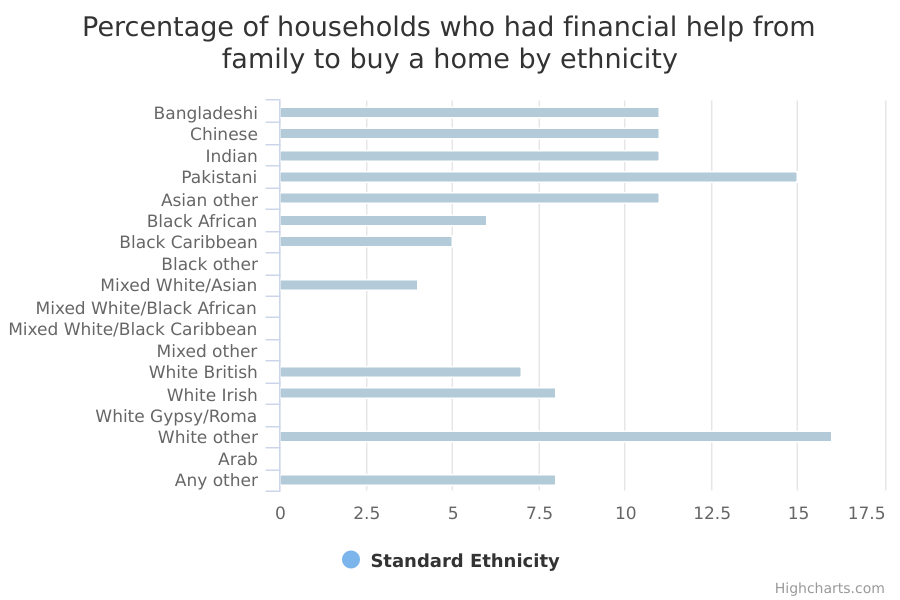 Percentage of households who had financial help from
family to buy a home by ethnicity
Bangladeshi
Chinese
Indian
Pakistani
Asian other
Black African
Black Caribbean
Black other
Mixed White/Asian
Mixed White/Black African
Mixed White/Black Caribbean
Mixed other
White British
White Irish
White Gypsy/Roma
White other
Arab
Any other
0 2.5 5 7.5 10 12.5 15 17.5
Standard Ethnicity
Highcharts.com